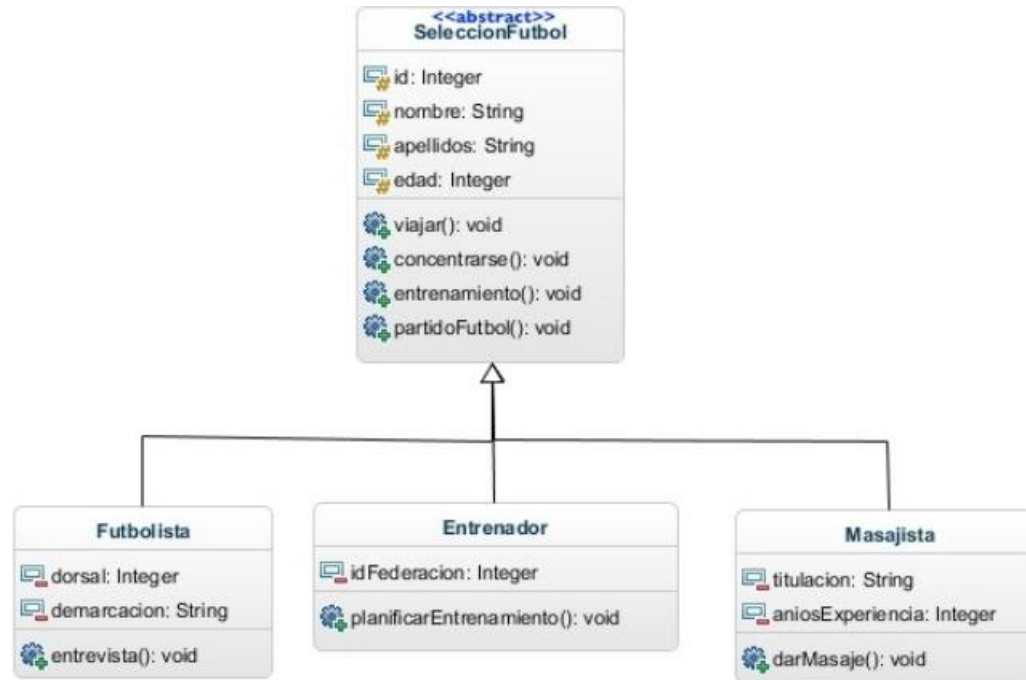 <<abstract>>
SeleccionFutbol
id: Integer
nombre: String
apellidos: String
edad: Integer
viajar(): void
concentrarse(): void
entrenamiento(): void
partidoFutbol(): void
Futbolista
dorsal: Integer
demarcacion: String
entrevista(): void
Entrenador
idFederacion: Integer
planificarEntrenamiento(): void
Masajista
titulacion: String
aniosExperiencia: Integer
darMasaje(): void